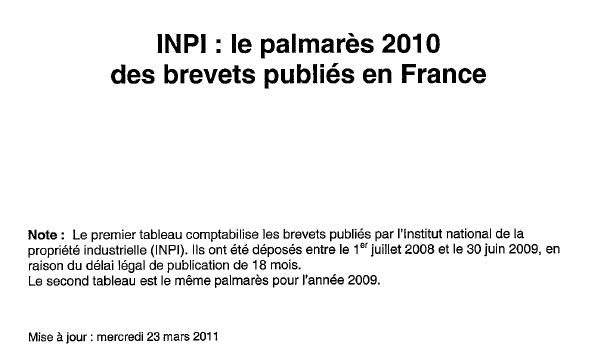 INPI : le palmarès 2010
des brevets publiés en France
Note : Le premier tableau comptabilise les brevets publiés par l'Institut national de la
propriété industrielle (INPI). Ils ont été déposés entre le 1er juillet 2008 et le 30 juin 2009, en
raison du délai légal de publication de 18 mois.
Le second tableau est le même palmarès pour l'année 2009.
Mise à jour : mercredi 23 mars 2011